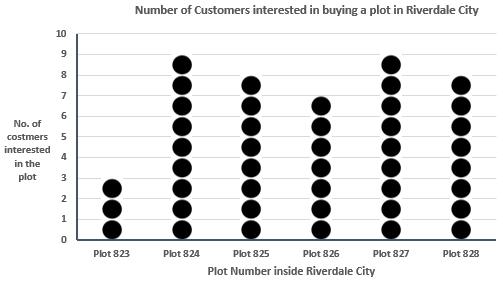 Number of Customers interested in buying a plot in Riverdale City
10
9
8
7
6
5
4
3
2
1
0
No. of
costmers
interested
in the
plot
Plot 823 Plot 824 Plot 825 Plot 826 Plot 827 Plot 828
Plot Number inside Riverdale City